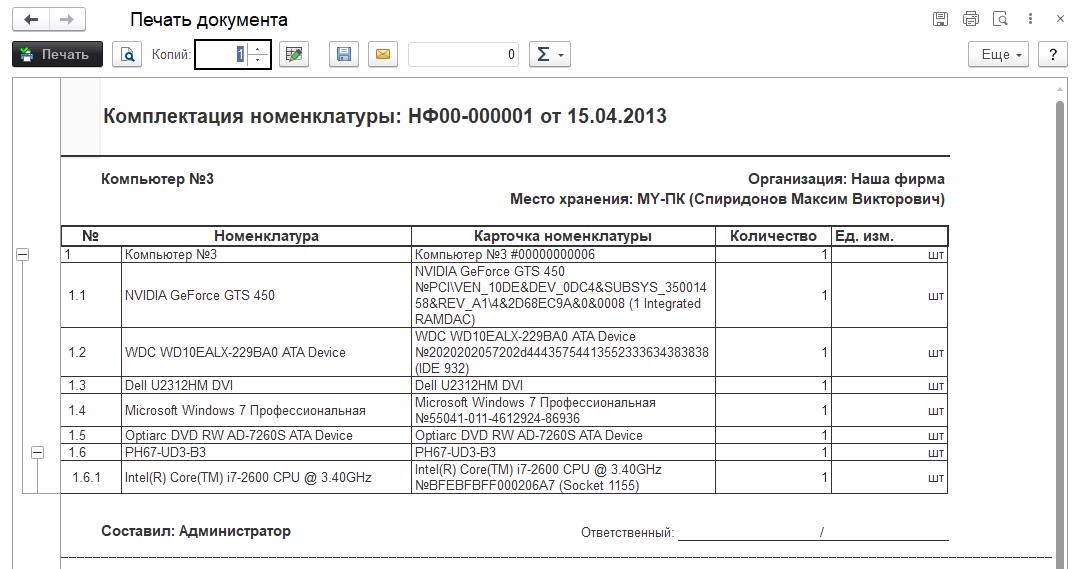 Печать документа
Печать
Копий: 1
0
Σ
Еще
?
Комплектация номенклатуры: НФ00-000001 от 15.04.2013
Компьютер №3
Организация: Наша фирма
Место хранения: MY-ПК (Спиридонов Максим Викторович)
№ Номенклатура Карточка номенклатуры Количество Ед. изм.
1 Компьютер №3 Компьютер №3 #00000000006 1 шт
1.1 NVIDIA GeForce GTS 450 NVIDIA GeForce GTS 450
№PCI\VEN_10DE&DEV_0DC4&SUBSYS_350014
58&REV_A1\4&2D68EC9A&0&0008 (1 Integrated
RAMDAC) 1 шт
1.2 WDC WD10EALX-229BA0 ATA Device WDC WD10EALX-229BA0 ATA Device
№2020202057202d44435754413552333634383838
(IDE 932) 1 шт
1.3 Dell U2312HM DVI Dell U2312HM DVI 1 шт
1.4 Microsoft Windows 7 Профессиональная Microsoft Windows 7 Профессиональная
№55041-011-4612924-86936 1 шт
1.5 Optiarc DVD RW AD-7260S ATA Device Optiarc DVD RW AD-7260S ATA Device 1 шт
1.6 PH67-UD3-B3 PH67-UD3-B3 1 шт
1.6.1 Intel(R) Core(TM) i7-2600 CPU @ 3.40GHz Intel(R) Core(TM) i7-2600 CPU @ 3.40GHz
№BFEBFBFF000206A7 (Socket 1155) 1 шт
Составил: Администратор
Ответственный: /